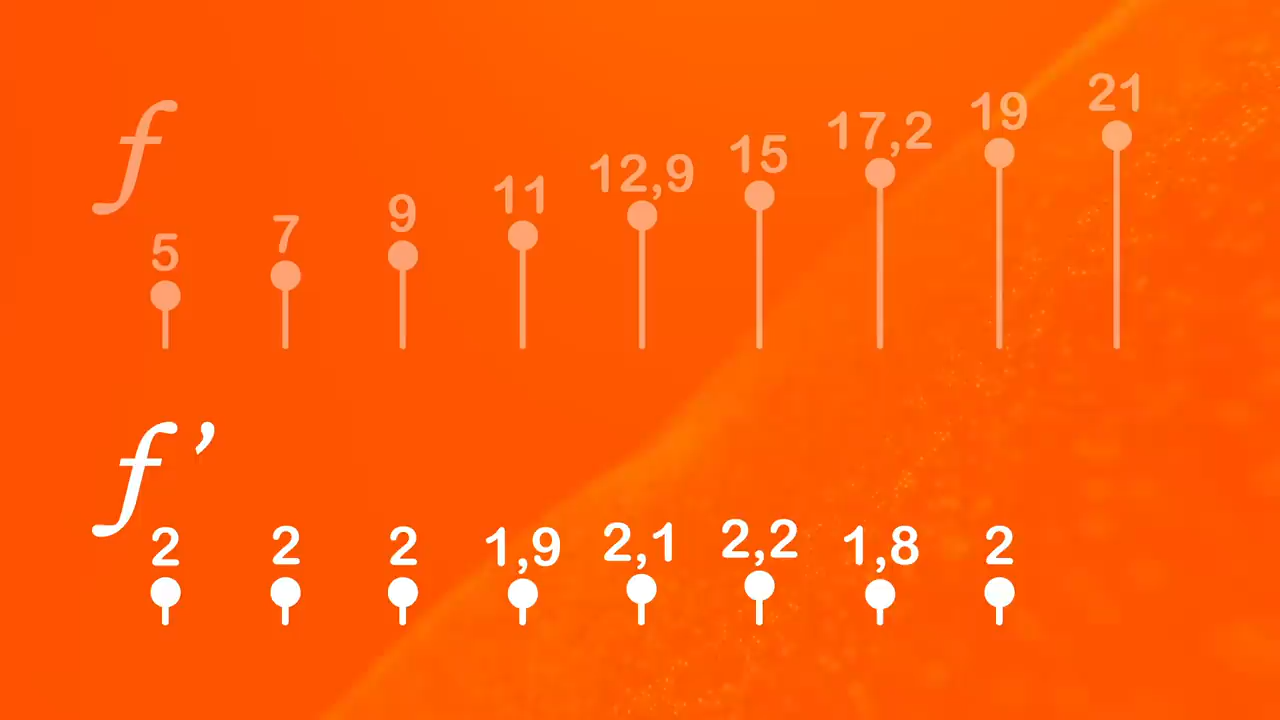 f
5 7 9 11 12,9 15 17,2 19 21
f’
2 2 2 1,9 2,1 2,2 1,8 2